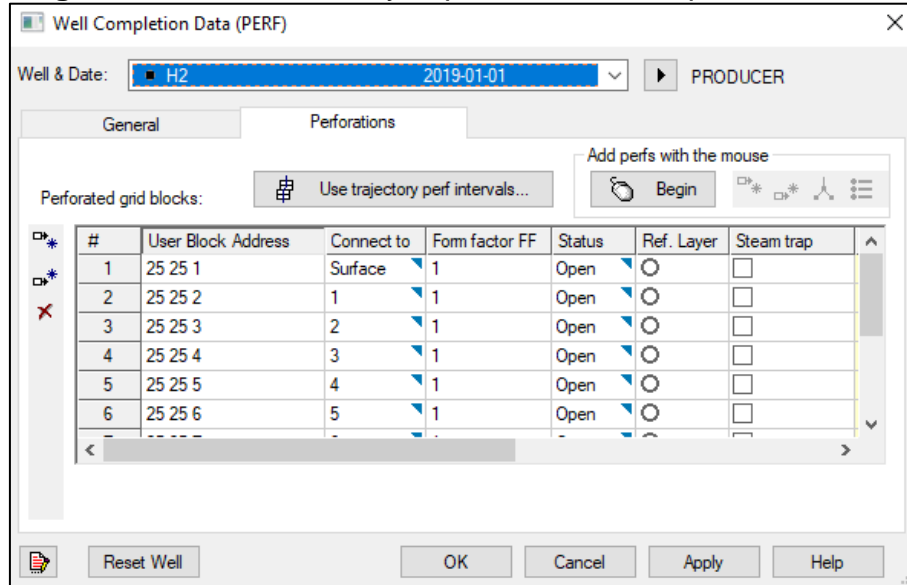 Well Completion Data (PERF)
Well & Date: H2 2019-01-01 PRODUCER
General Perforations
Add perfs with the mouse
Perforated grid blocks: Use trajectory perf intervals... Begin
# User Block Address Connect to Form factor FF Status Ref. Layer Steam trap
1 25 25 1 Surface 1 Open
2 25 25 2 1 1 Open
3 25 25 3 2 1 Open
4 25 25 4 3 1 Open
5 25 25 5 4 1 Open
6 25 25 6 5 1 Open
Reset Well OK Cancel Apply Help